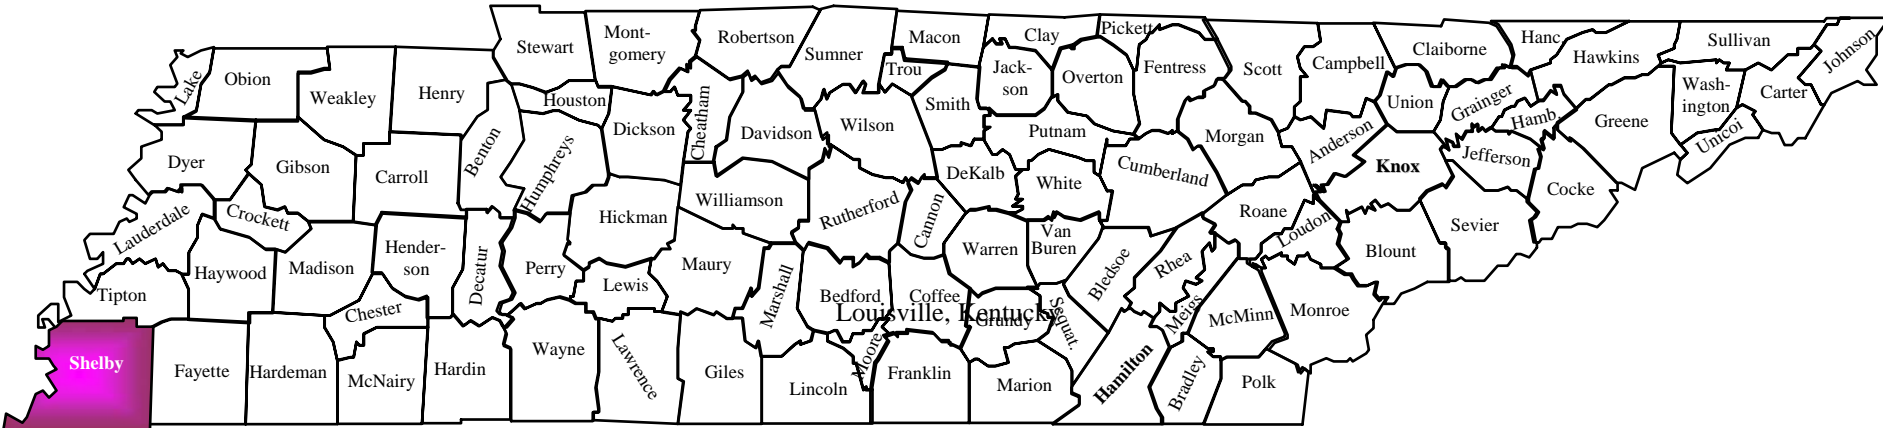 Stewart
Mont-
gomery
Robertson
Sumner
Macon
Trou
Clay
Pickett
Fentress
Scott
Campbell
Claiborne
Hanc.
Hawkins
Sullivan
Johnson
Lake
Obion
Weakley
Henry
Houston
Dickson
Cheatham
Davidson
Wilson
Smith
Jack-
son
Overton
Putnam
Morgan
Anderson
Union
Grainger
Hamb.
Greene
Wash-
ington
Carter
Unicoi
Dyer
Gibson
Carroll
Benton
Humphreys
Hickman
Williamson
Rutherford
Cannon
DeKalb
White
Cumberland
Roane
Loudon
Knox
Jefferson
Cocke
Sevier
Blount
Lauderdale
Crockett
Haywood
Madison
Hender-
son
Decatur
Perry
Lewis
Maury
Marshall
Bedford
Coffee
Warren
Van
Buren
Bledsoe
Rhea
Meigs
McMinn
Monroe
Tipton
Chester
Louisville, Kentucky
Grundy
Sequat.
Shelby
Fayette
Hardeman
McNairy
Hardin
Wayne
Lawrence
Giles
Lincoln
Moore
Franklin
Marion
Hamilton
Bradley
Polk